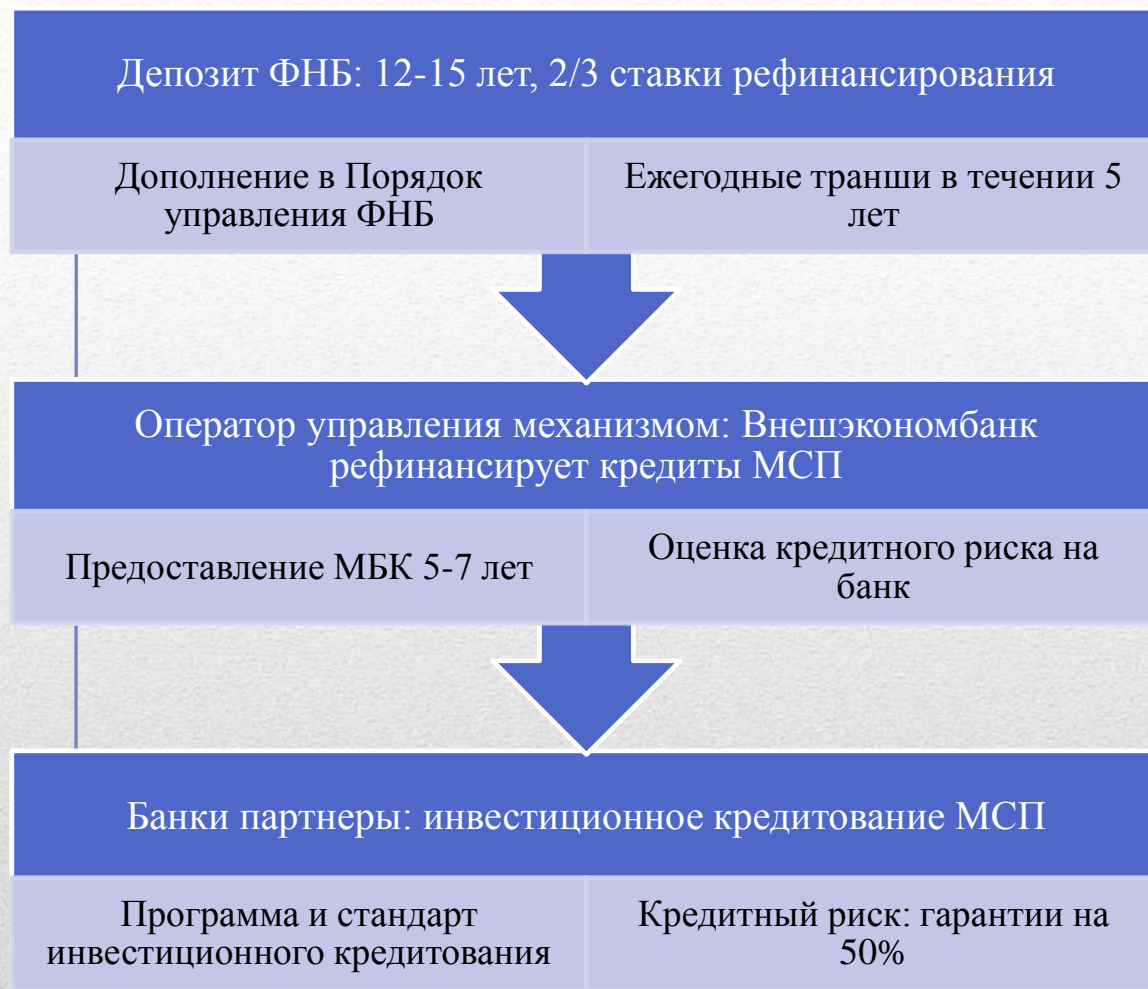 Депозит ФНБ: 12-15 лет, 2/3 ставки рефинансирования
Дополнение в Порядок
управления ФНБ
Ежегодные транши в течении 5
лет
Оператор управления механизмом: Внешэкономбанк
рефинансирует кредиты МСП
Предоставление МБК 5-7 лет
Оценка кредитного риска на
банк
Банки партнеры: инвестиционное кредитование МСП
Программа и стандарт
инвестиционного кредитования
Кредитный риск: гарантии на
50%